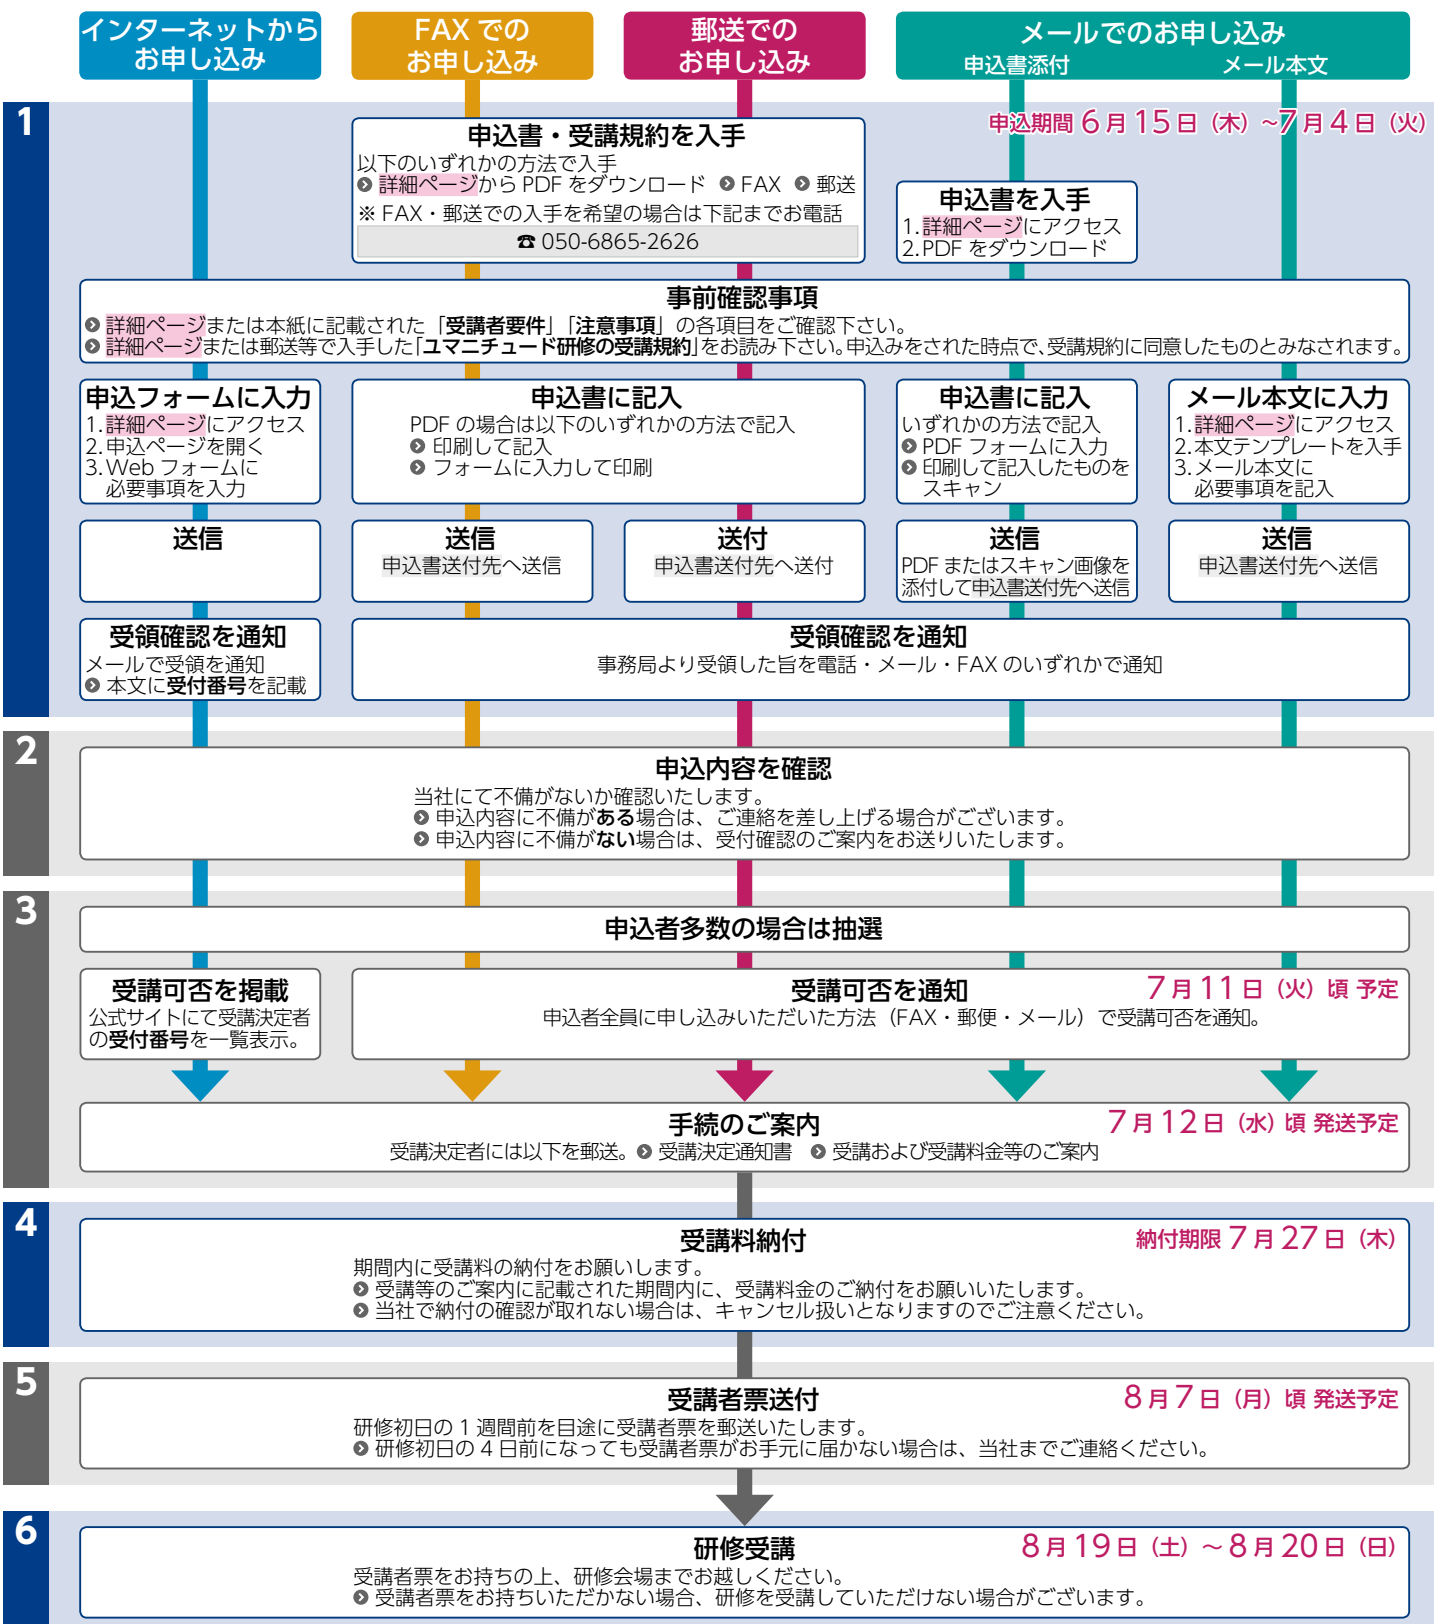 インターネットから
お申し込み
FAX での
お申し込み
郵送での
お申し込み
メールでのお申し込み
申込書添付
メール本文
1
申込期間 6月15日（木）～7月4日（火）
申込書・受講規約を入手
以下のいずれかの方法で入手
詳細ページから PDF をダウンロード FAX 郵送
※ FAX・郵送での入手を希望の場合は下記までお電話
☎ 050-6865-2626
申込書を入手
1.詳細ページにアクセス
2.PDF をダウンロード
事前確認事項
詳細ページまたは本紙に記載された「受講者要件」「注意事項」の各項目をご確認下さい。
詳細ページまたは郵送等で入手した「ユマニチュード研修の受講規約」をお読み下さい。申込みをされた時点で、受講規約に同意したものとみなされます。
申込フォームに入力
1.詳細ページにアクセス
2.申込ページを開く
3.Web フォームに
必要事項を入力
申込書に記入
PDF の場合は以下のいずれかの方法で記入
印刷して記入
フォームに入力して印刷
申込書に記入
いずれかの方法で記入
PDF フォームに入力
印刷して記入したものを
スキャン
メール本文に入力
1.詳細ページにアクセス
2.本文テンプレートを入手
3.メール本文に
必要事項を記入
送信
送信
申込書送付先へ送信
送付
申込書送付先へ送付
送信
PDF またはスキャン画像を
添付して申込書送付先へ送信
送信
申込書送付先へ送信
受領確認を通知
メールで受領を通知
本文に受付番号を記載
受領確認を通知
事務局より受領した旨を電話・メール・FAX のいずれかで通知
2
申込内容を確認
当社にて不備がないか確認いたします。
申込内容に不備がある場合は、ご連絡を差し上げる場合がございます。
申込内容に不備がない場合は、受付確認のご案内をお送りいたします。
3
申込者多数の場合は抽選
受講可否を掲載
公式サイトにて受講決定者
の受付番号を一覧表示。
受講可否を通知
7月11日（火）頃 予定
申込者全員に申し込みいただいた方法（FAX・郵便・メール）で受講可否を通知。
手続のご案内
7月12日（水）頃 発送予定
受講決定者には以下を郵送。 受講決定通知書 受講および受講料金等のご案内
4
受講料納付
納付期限 7月27日（木）
期間内に受講料の納付をお願いします。
受講等のご案内に記載された期間内に、受講料金のご納付をお願いいたします。
当社で納付の確認が取れない場合は、キャンセル扱いとなりますのでご注意ください。
5
受講者票送付
8月7日（月）頃 発送予定
研修初日の 1 週間前を目途に受講者票を郵送いたします。
研修初日の 4 日前になっても受講者票がお手元に届かない場合は、当社までご連絡ください。
6
研修受講
8月19日（土）～8月20日（日）
受講者票をお持ちの上、研修会場までお越しください。
受講者票をお持ちいただかない場合、研修を受講していただけない場合がございます。